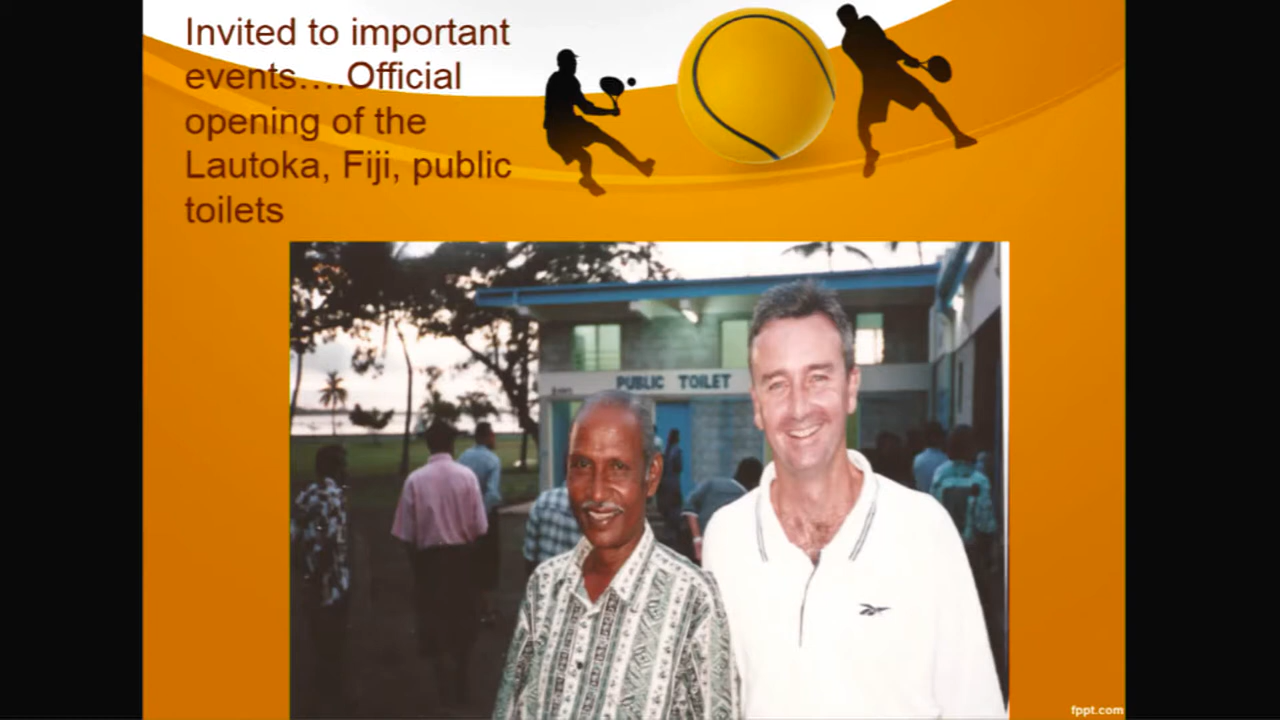 Invited to important
events….Official
opening of the
Lautoka, Fiji, public
toilets
PUBLIC TOILET
fppt.com